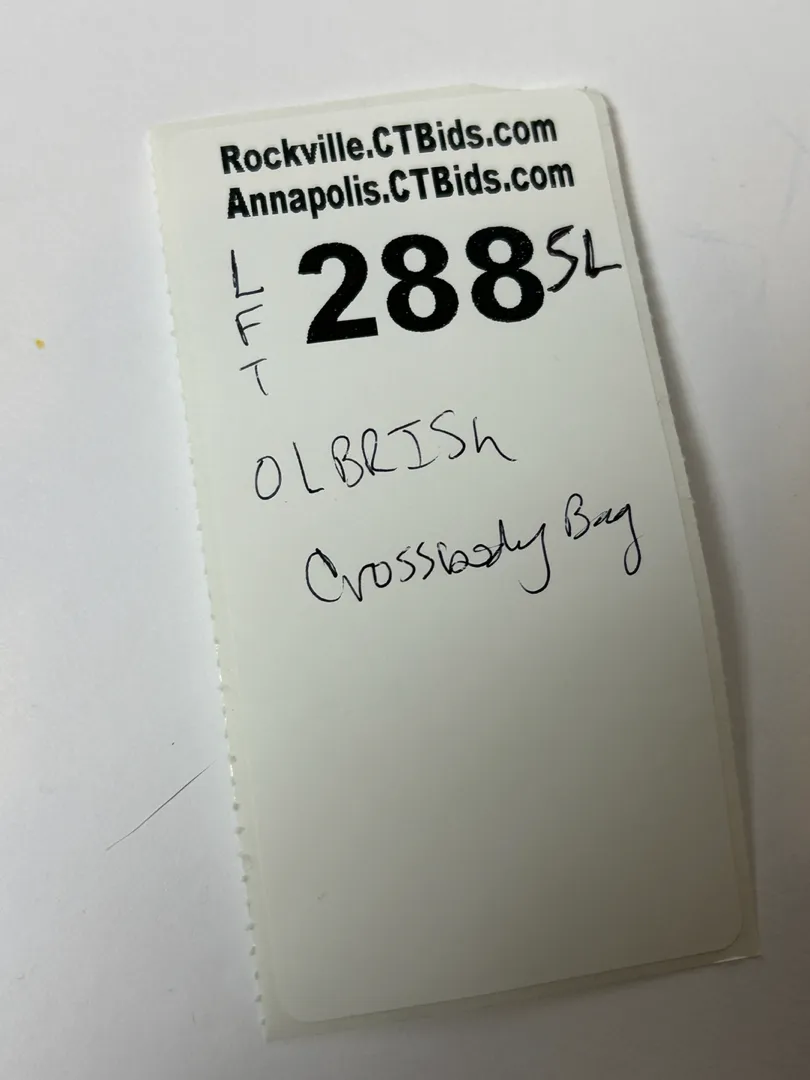 Rockville.CTBids.com
Annapolis.CTBids.com
L
F
T
288 SL
OLBRISh
Crossbody Bag